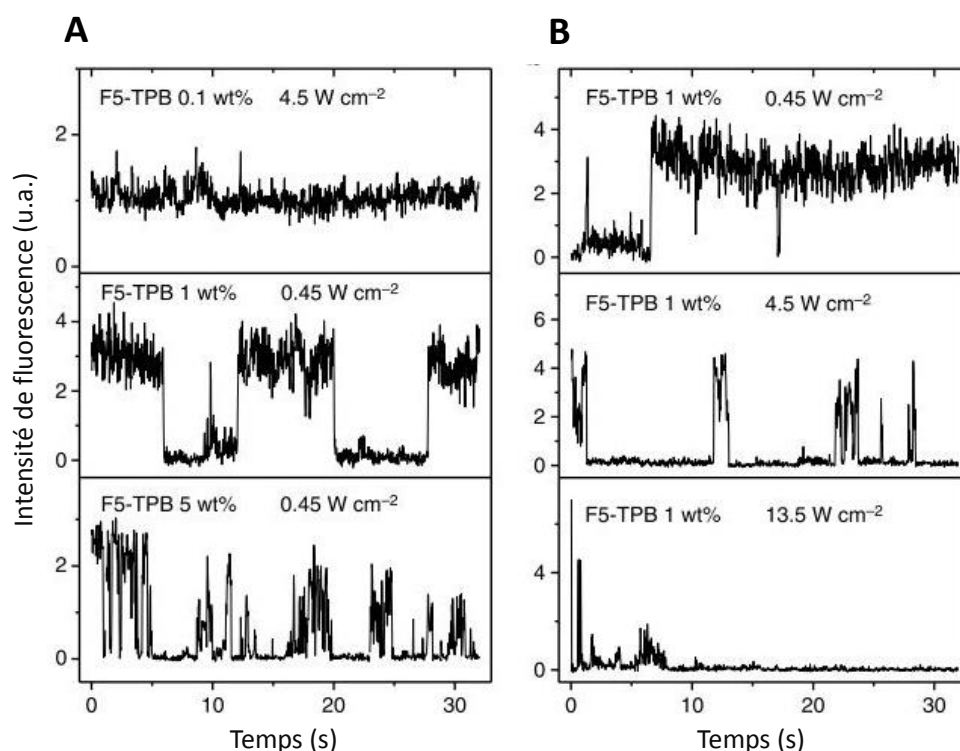 A
B
Intensité de fluorescence (u.a.)
F5-TPB 0.1 wt% 4.5 W cm⁻²
2
0
F5-TPB 1 wt% 0.45 W cm⁻²
4
2
0
F5-TPB 5 wt% 0.45 W cm⁻²
2
0
0 10 20 30
Temps (s)
F5-TPB 1 wt% 0.45 W cm⁻²
4
2
0
F5-TPB 1 wt% 4.5 W cm⁻²
6
4
2
0
F5-TPB 1 wt% 13.5 W cm⁻²
4
0
0 10 20 30
Temps (s)